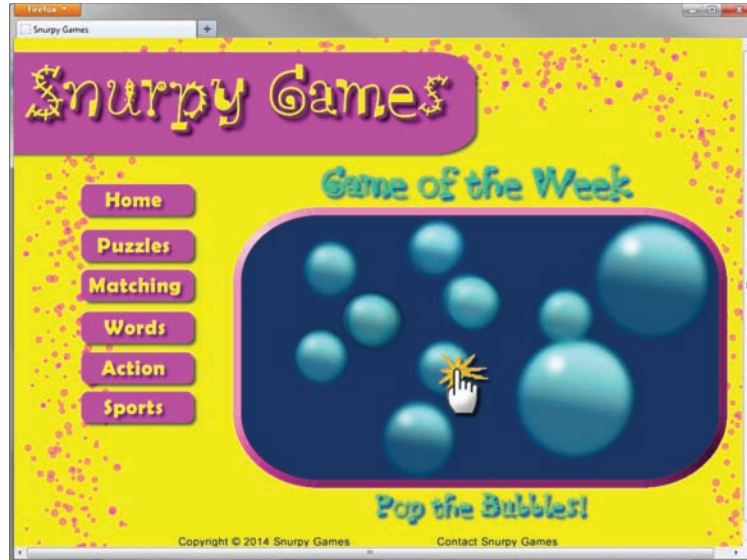 Firefox
Snurpy Games
Snurpy Games
Game of the Week
Home
Puzzles
Matching
Words
Action
Sports
Pop the Bubbles!
Copyright © 2014 Snurpy Games
Contact Snurpy Games